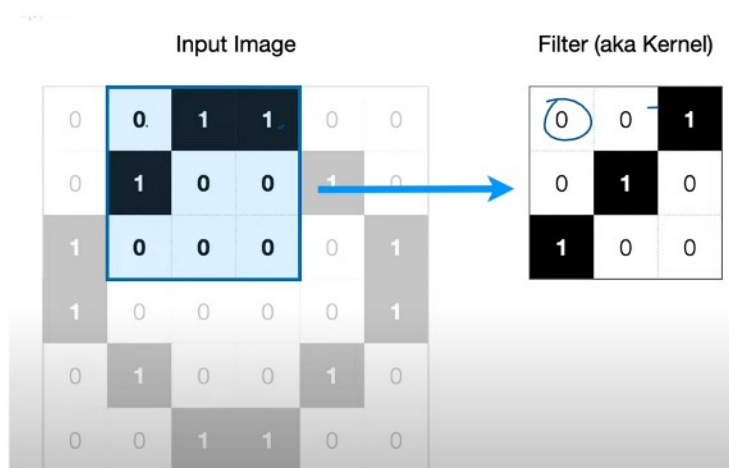 Input Image
Filter (aka Kernel)
0 0 1 1 0 0
0 1 0 0 1 0
1 0 0 0 0 1
1 0 0 0 0 1
0 1 0 0 1 0
0 0 1 1 0 0
0 0 1
0 1 0
1 0 0